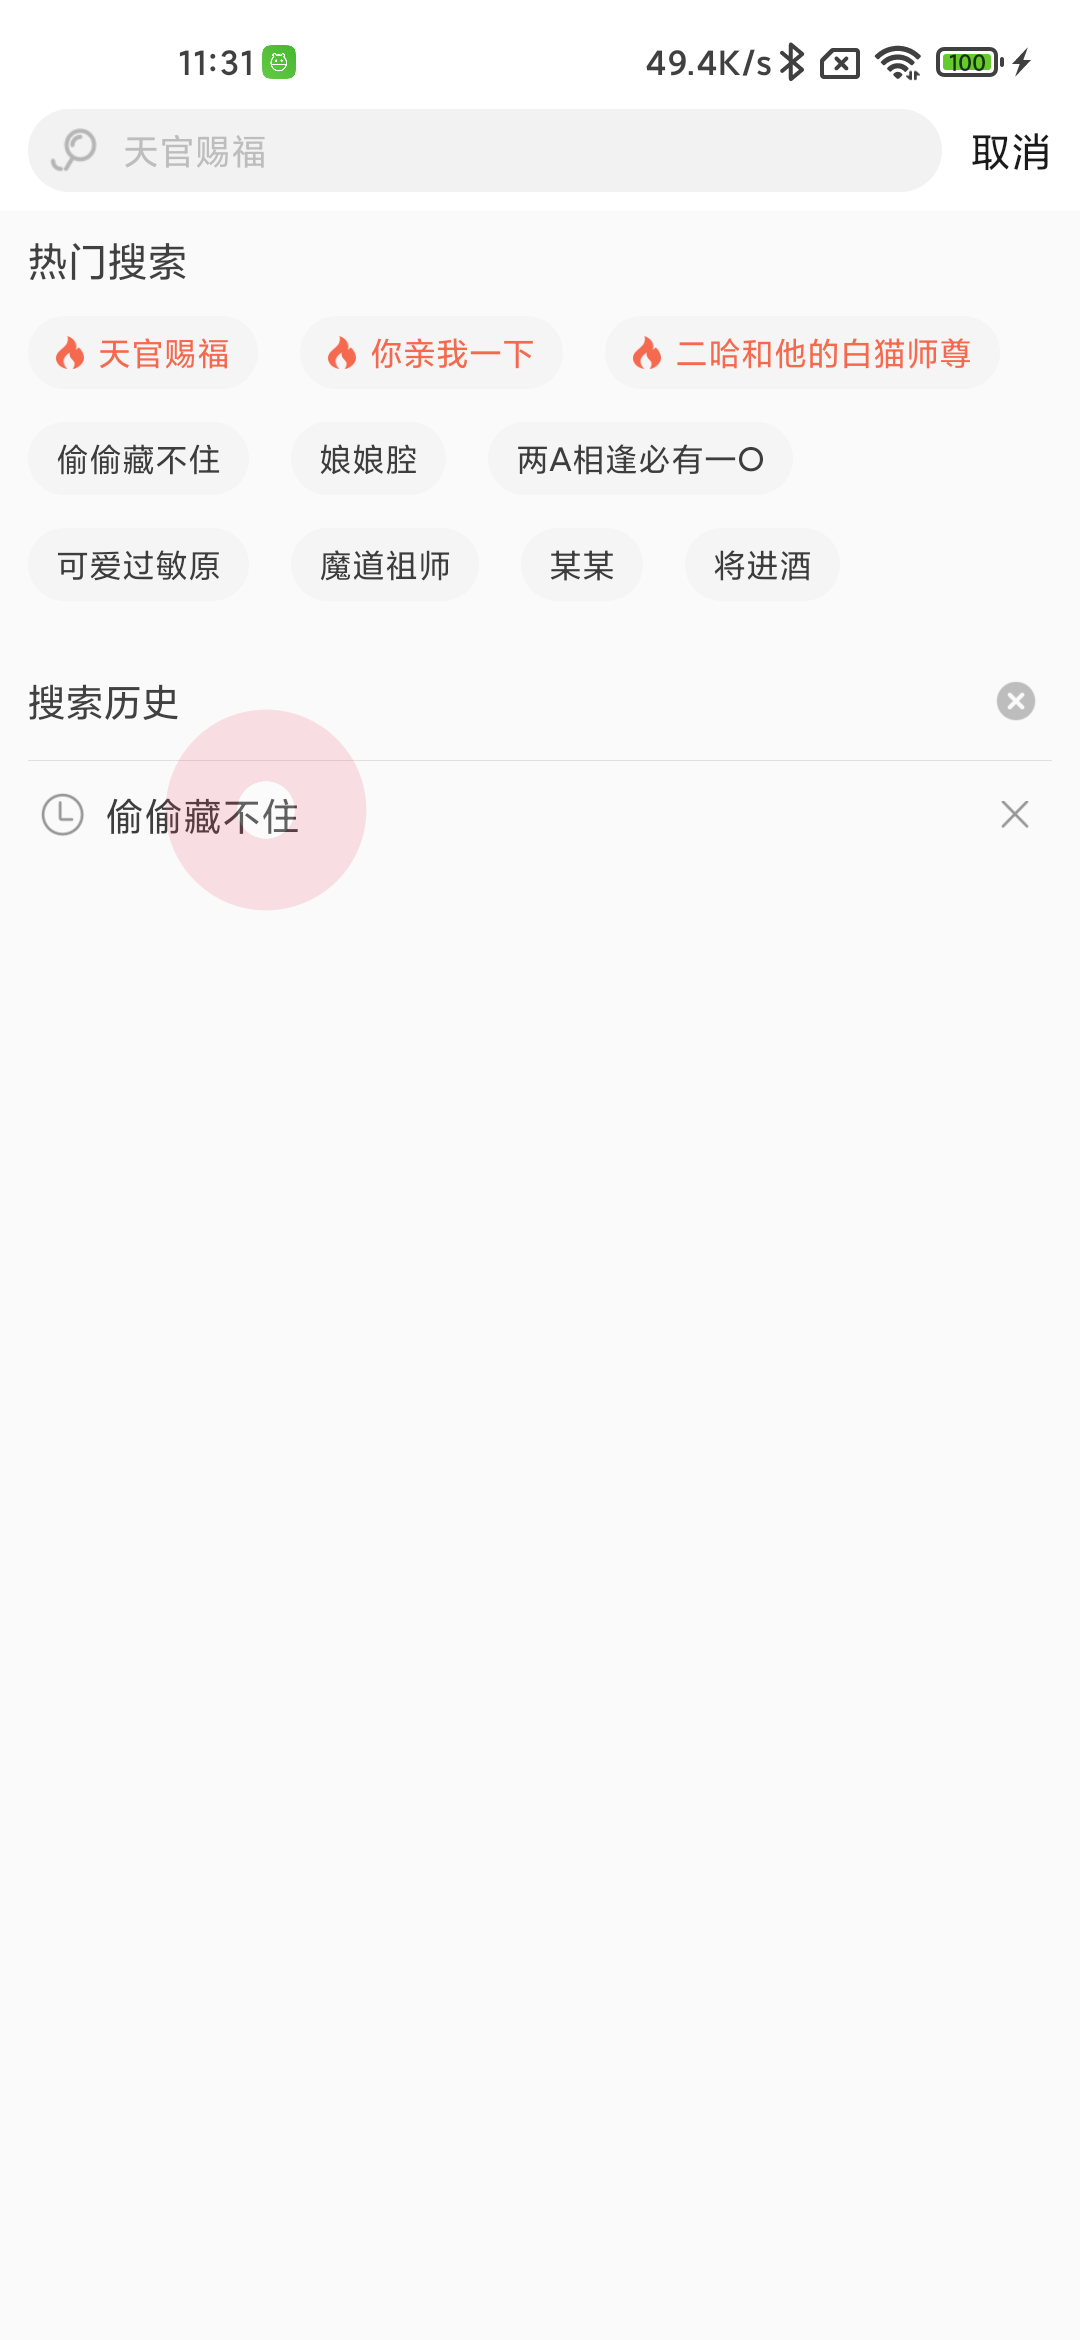 11:31 49.4K/s 100
天官赐福 取消
热门搜索
天官赐福 你亲我一下 二哈和他的白猫师尊
偷偷藏不住 娘娘腔 两A相逢必有一O
可爱过敏原 魔道祖师 某某 将进酒
搜索历史
偷偷藏不住